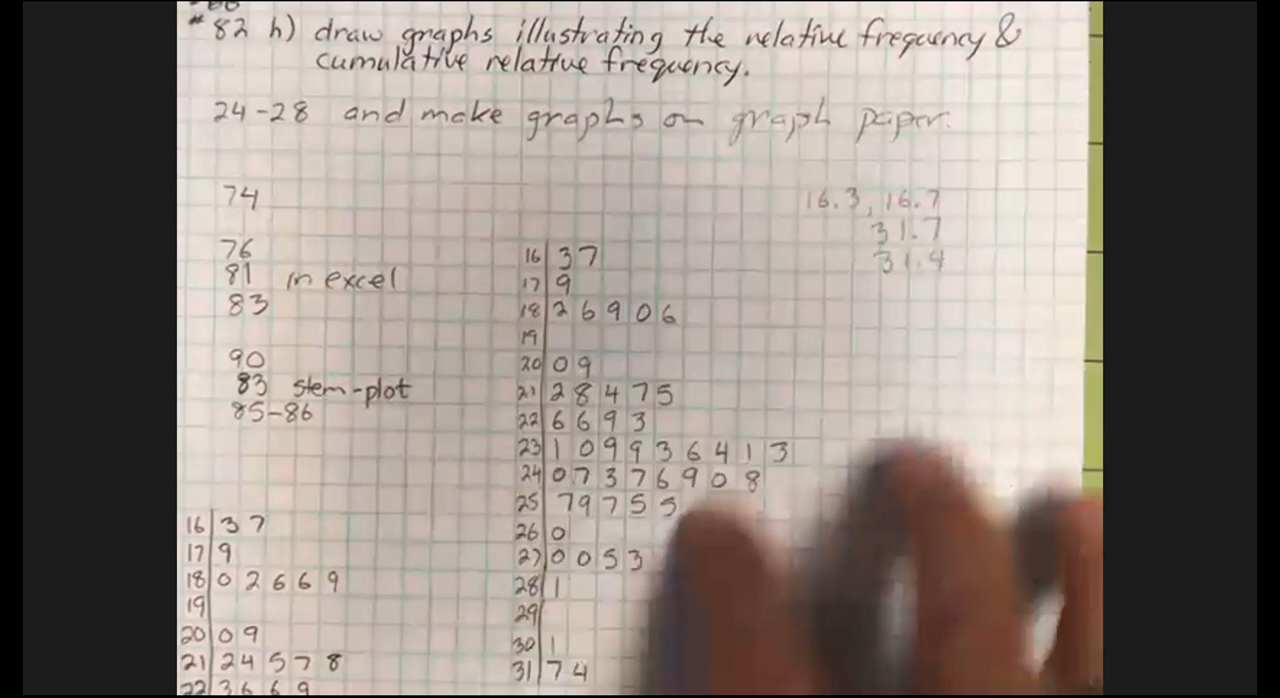 #82 h) draw graphs illustrating the relative frequency &
cumulative relative frequency.
24-28 and make graphs on graph paper.
74
76
81 in excel
83
90
83 stem-plot
85-86
16.3, 16.7
31.7
31.4
16| 3 7
17| 9
18| 2 6 9 0 6
19|
20| 0 9
21| 2 8 4 7 5
22| 6 6 9 3
23| 1 0 9 9 3 6 4 1 3
24| 0 7 3 7 6 9 0 8
25| 7 9 7 5 5
26| 0
27| 0 0 5 3
28| 1
29|
30| 1
31| 7 4
16| 3 7
17| 9
18| 0 2 6 6 9
19|
20| 0 9
21| 2 4 5 7 8
22| 3 6 6 9